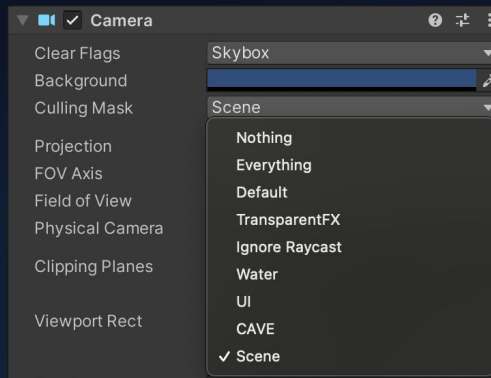 Camera
Clear Flags Skybox
Background
Culling Mask Scene
Nothing
Projection
Everything
FOV Axis
Default
Field of View
TransparentFX
Physical Camera
Ignore Raycast
Clipping Planes
Water
UI
Viewport Rect
CAVE
Scene